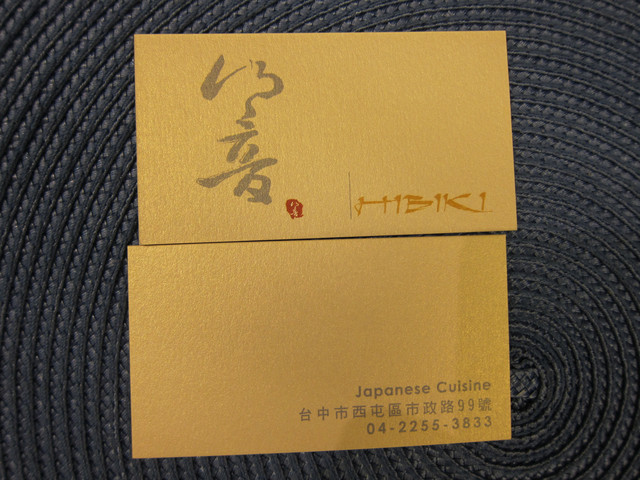 響
HIBIKI
Japanese Cuisine
台中市西屯區市政路99號
04-2255-3833